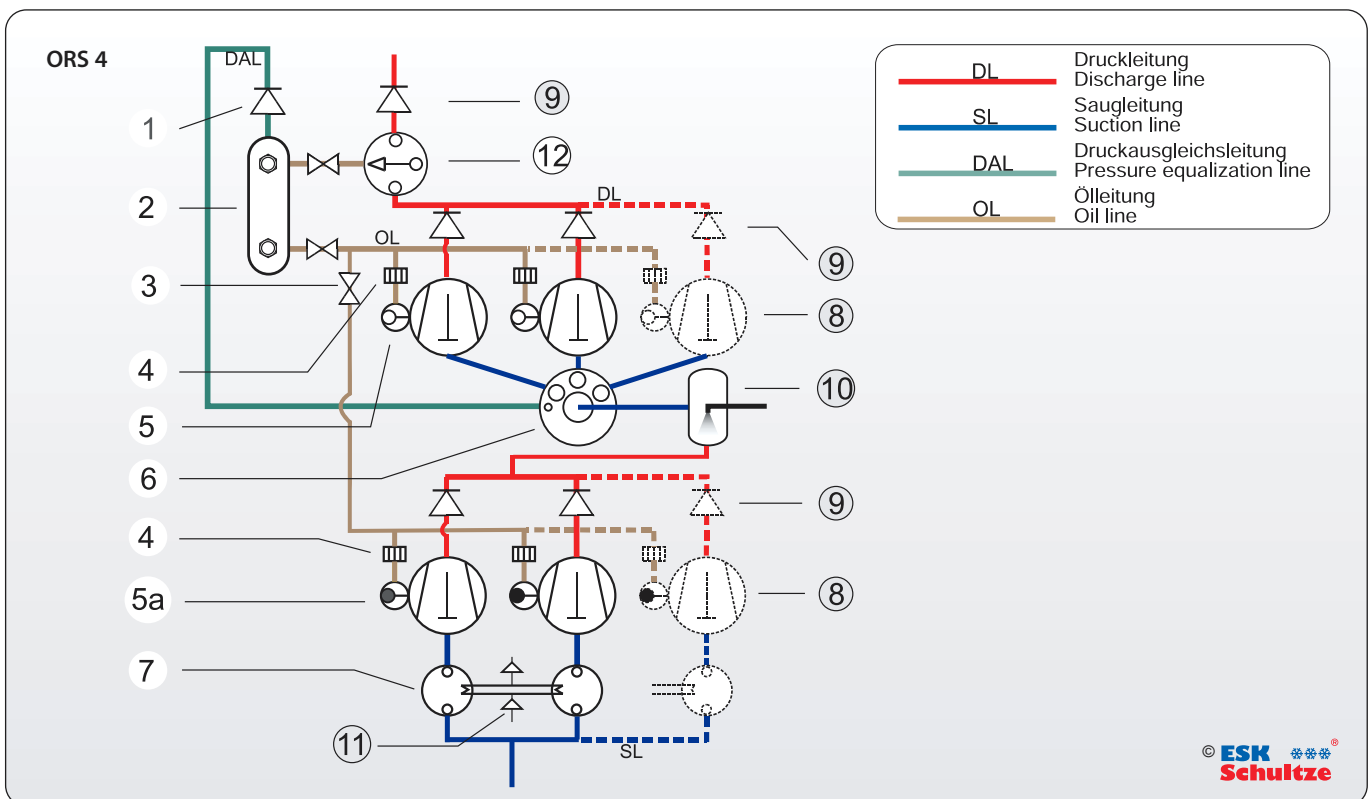 ORS 4
DAL
9
1
12
2
DL
OL
9
3
8
4
10
5
6
9
4
8
5a
7
11
SL
DL
Druckleitung
Discharge line
SL
Saugleitung
Suction line
DAL
Druckausgleichsleitung
Pressure equalization line
OL
Ölleitung
Oil line
© ESK ®
Schultze